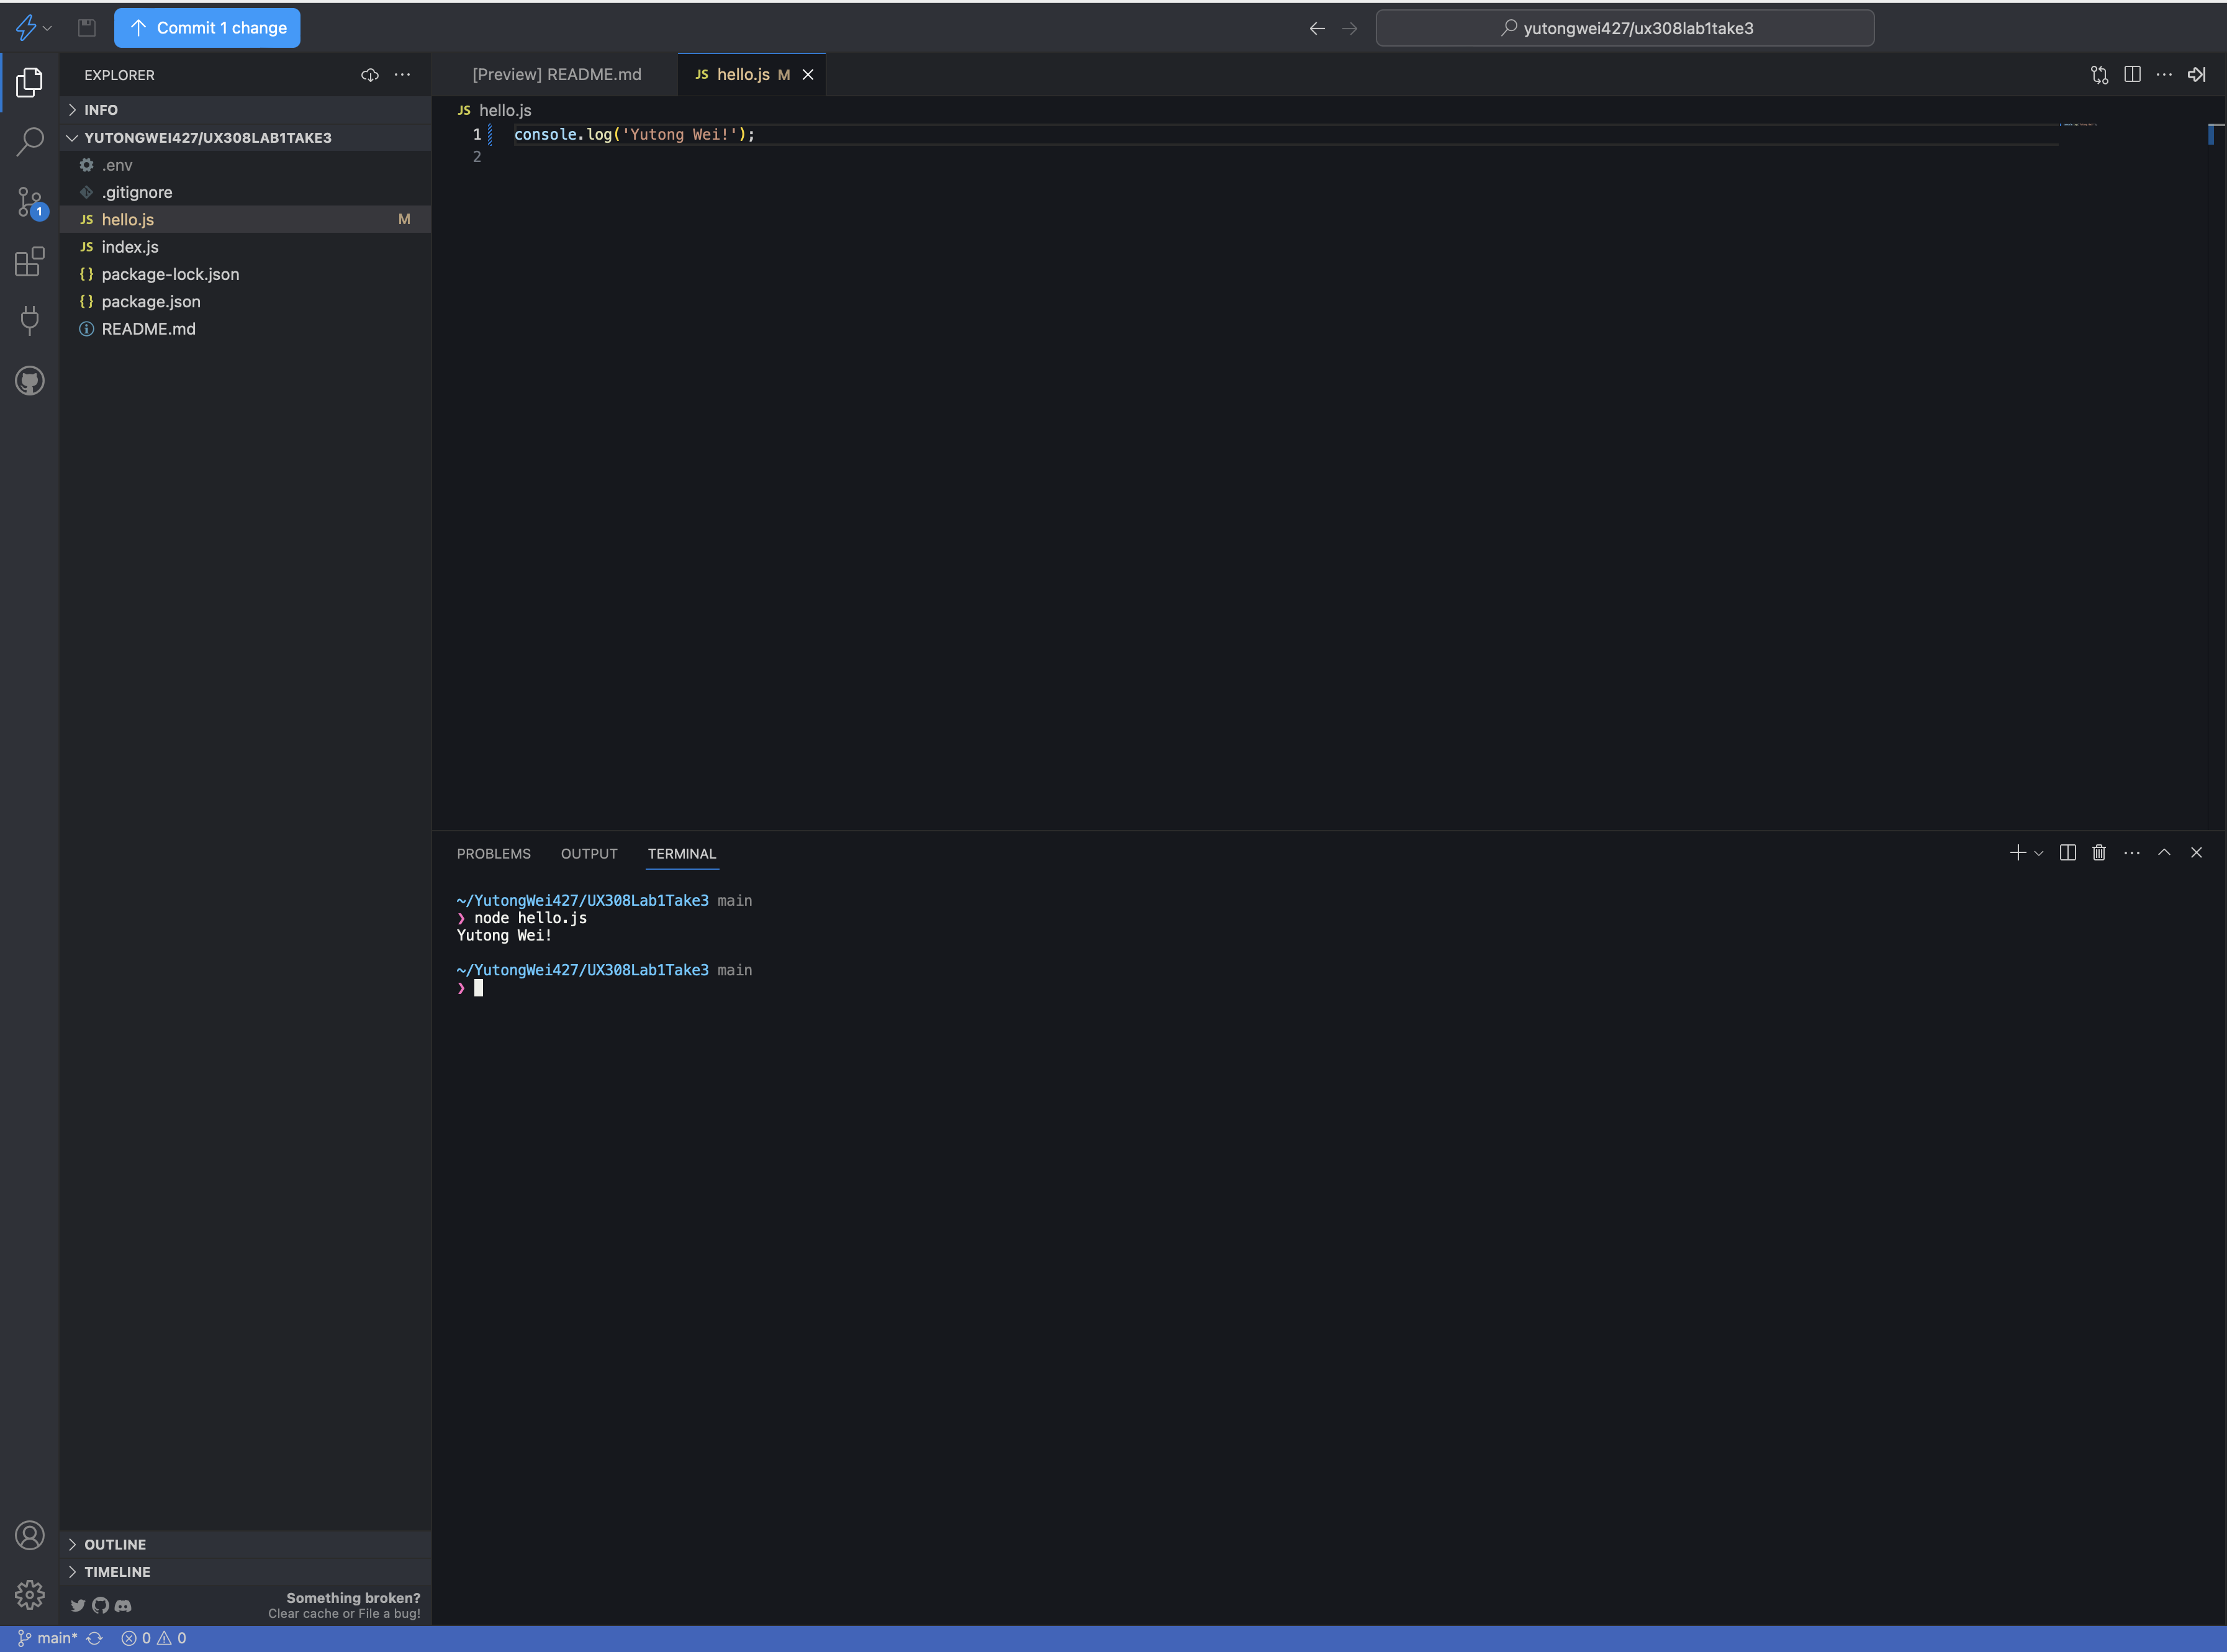 Commit 1 change
yutongwei427/ux308lab1take3
EXPLORER
[Preview] README.md
JS hello.js M
INFO
JS hello.js
YUTONGWEI427/UX308LAB1TAKE3
1 console.log('Yutong Wei!');
2
.env
.gitignore
JS hello.js M
1
JS index.js
{} package-lock.json
{} package.json
README.md
PROBLEMS OUTPUT TERMINAL
~/YutongWei427/UX308Lab1Take3 main
❯ node hello.js
Yutong Wei!
~/YutongWei427/UX308Lab1Take3 main
❯
OUTLINE
TIMELINE
Something broken?
Clear cache or File a bug!
main* 0 0